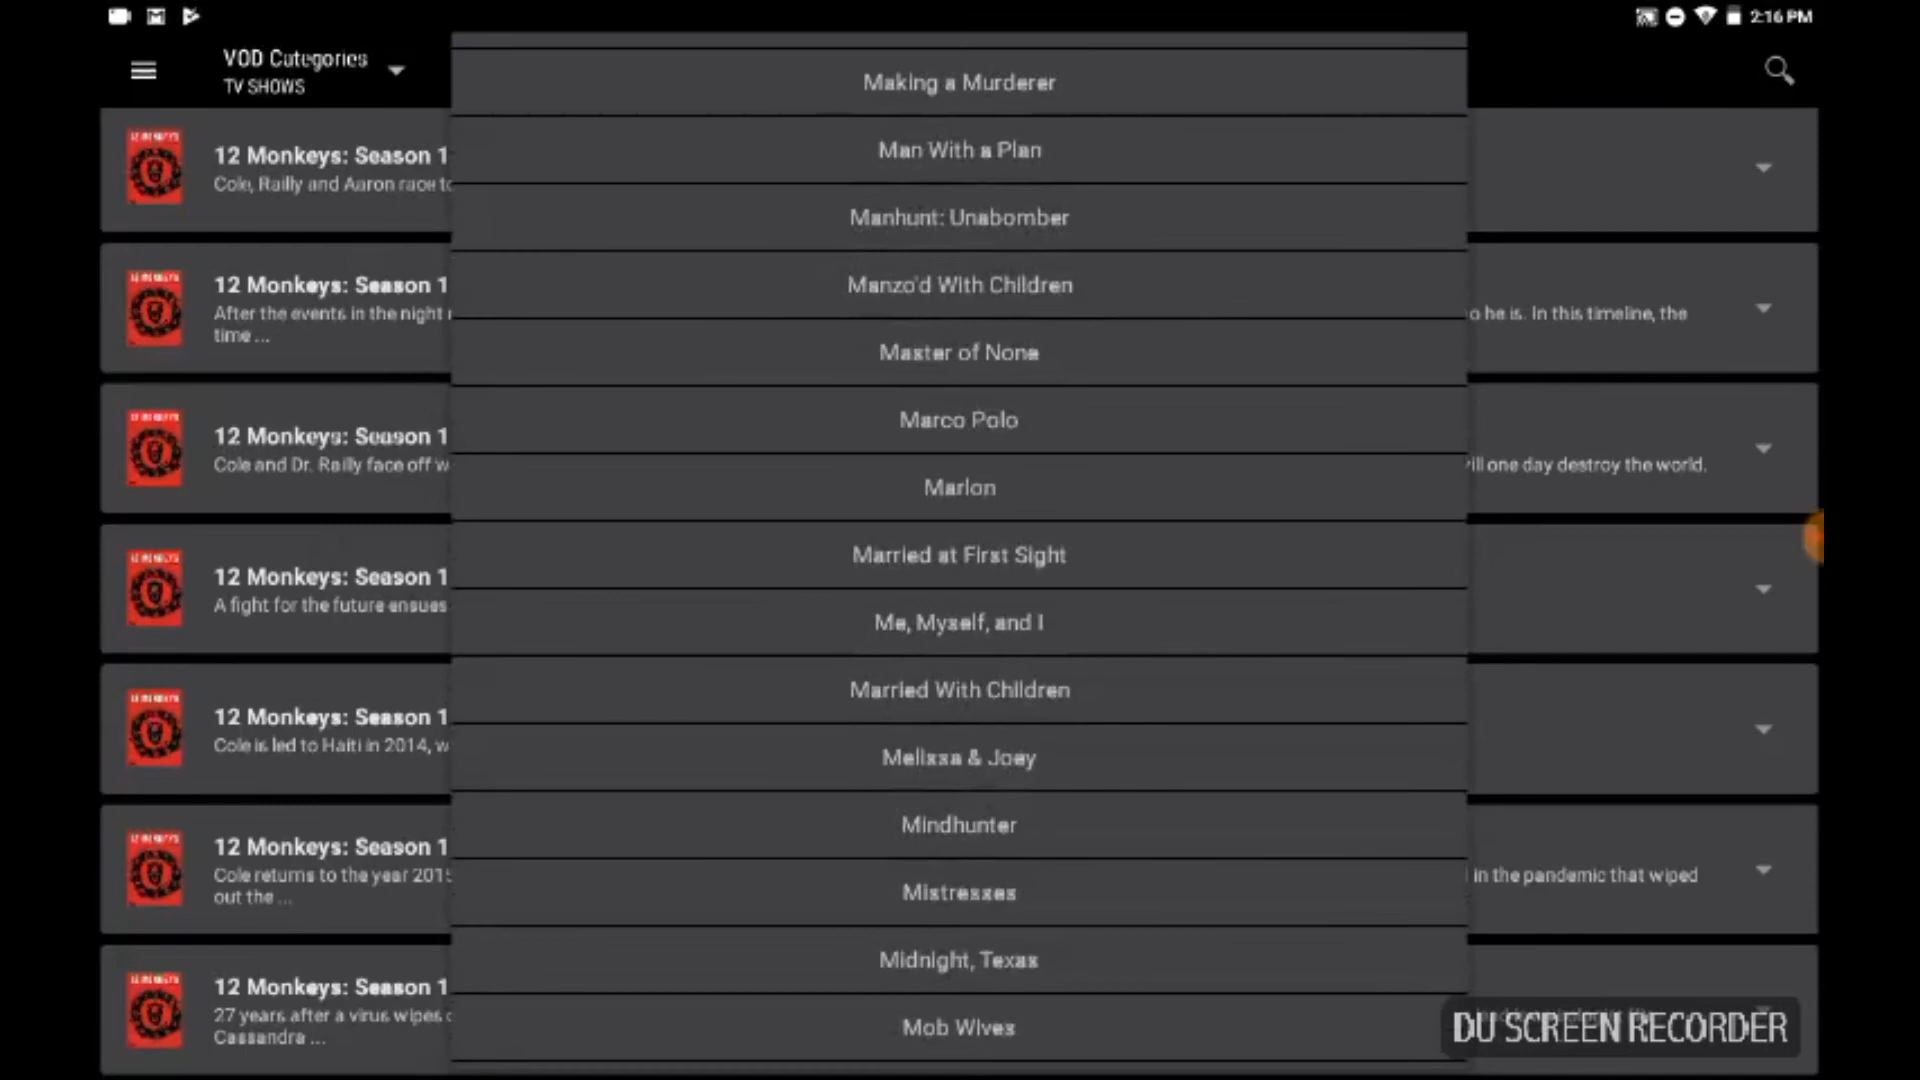 2:16 PM
VOD Categories
TV SHOWS
Making a Murderer
Man With a Plan
Manhunt: Unabomber
Manzo'd With Children
Master of None
Marco Polo
Marlon
Married at First Sight
Me, Myself, and I
Married With Children
Melissa & Joey
Mindhunter
Mistresses
Midnight, Texas
Mob Wives
12 Monkeys: Season 1
Cole, Railly and Aaron race to
12 Monkeys: Season 1
After the events in the night
o he is. In this timeline, the
time ...
12 Monkeys: Season 1
Cole and Dr. Railly face off w
ill one day destroy the world.
12 Monkeys: Season 1
A fight for the future ensues
12 Monkeys: Season 1
Cole is led to Haiti in 2014, w
12 Monkeys: Season 1
Cole returns to the year 2015
in the pandemic that wiped
out the ...
12 Monkeys: Season 1
27 years after a virus wipes
Cassandra ...
DU SCREEN RECORDER